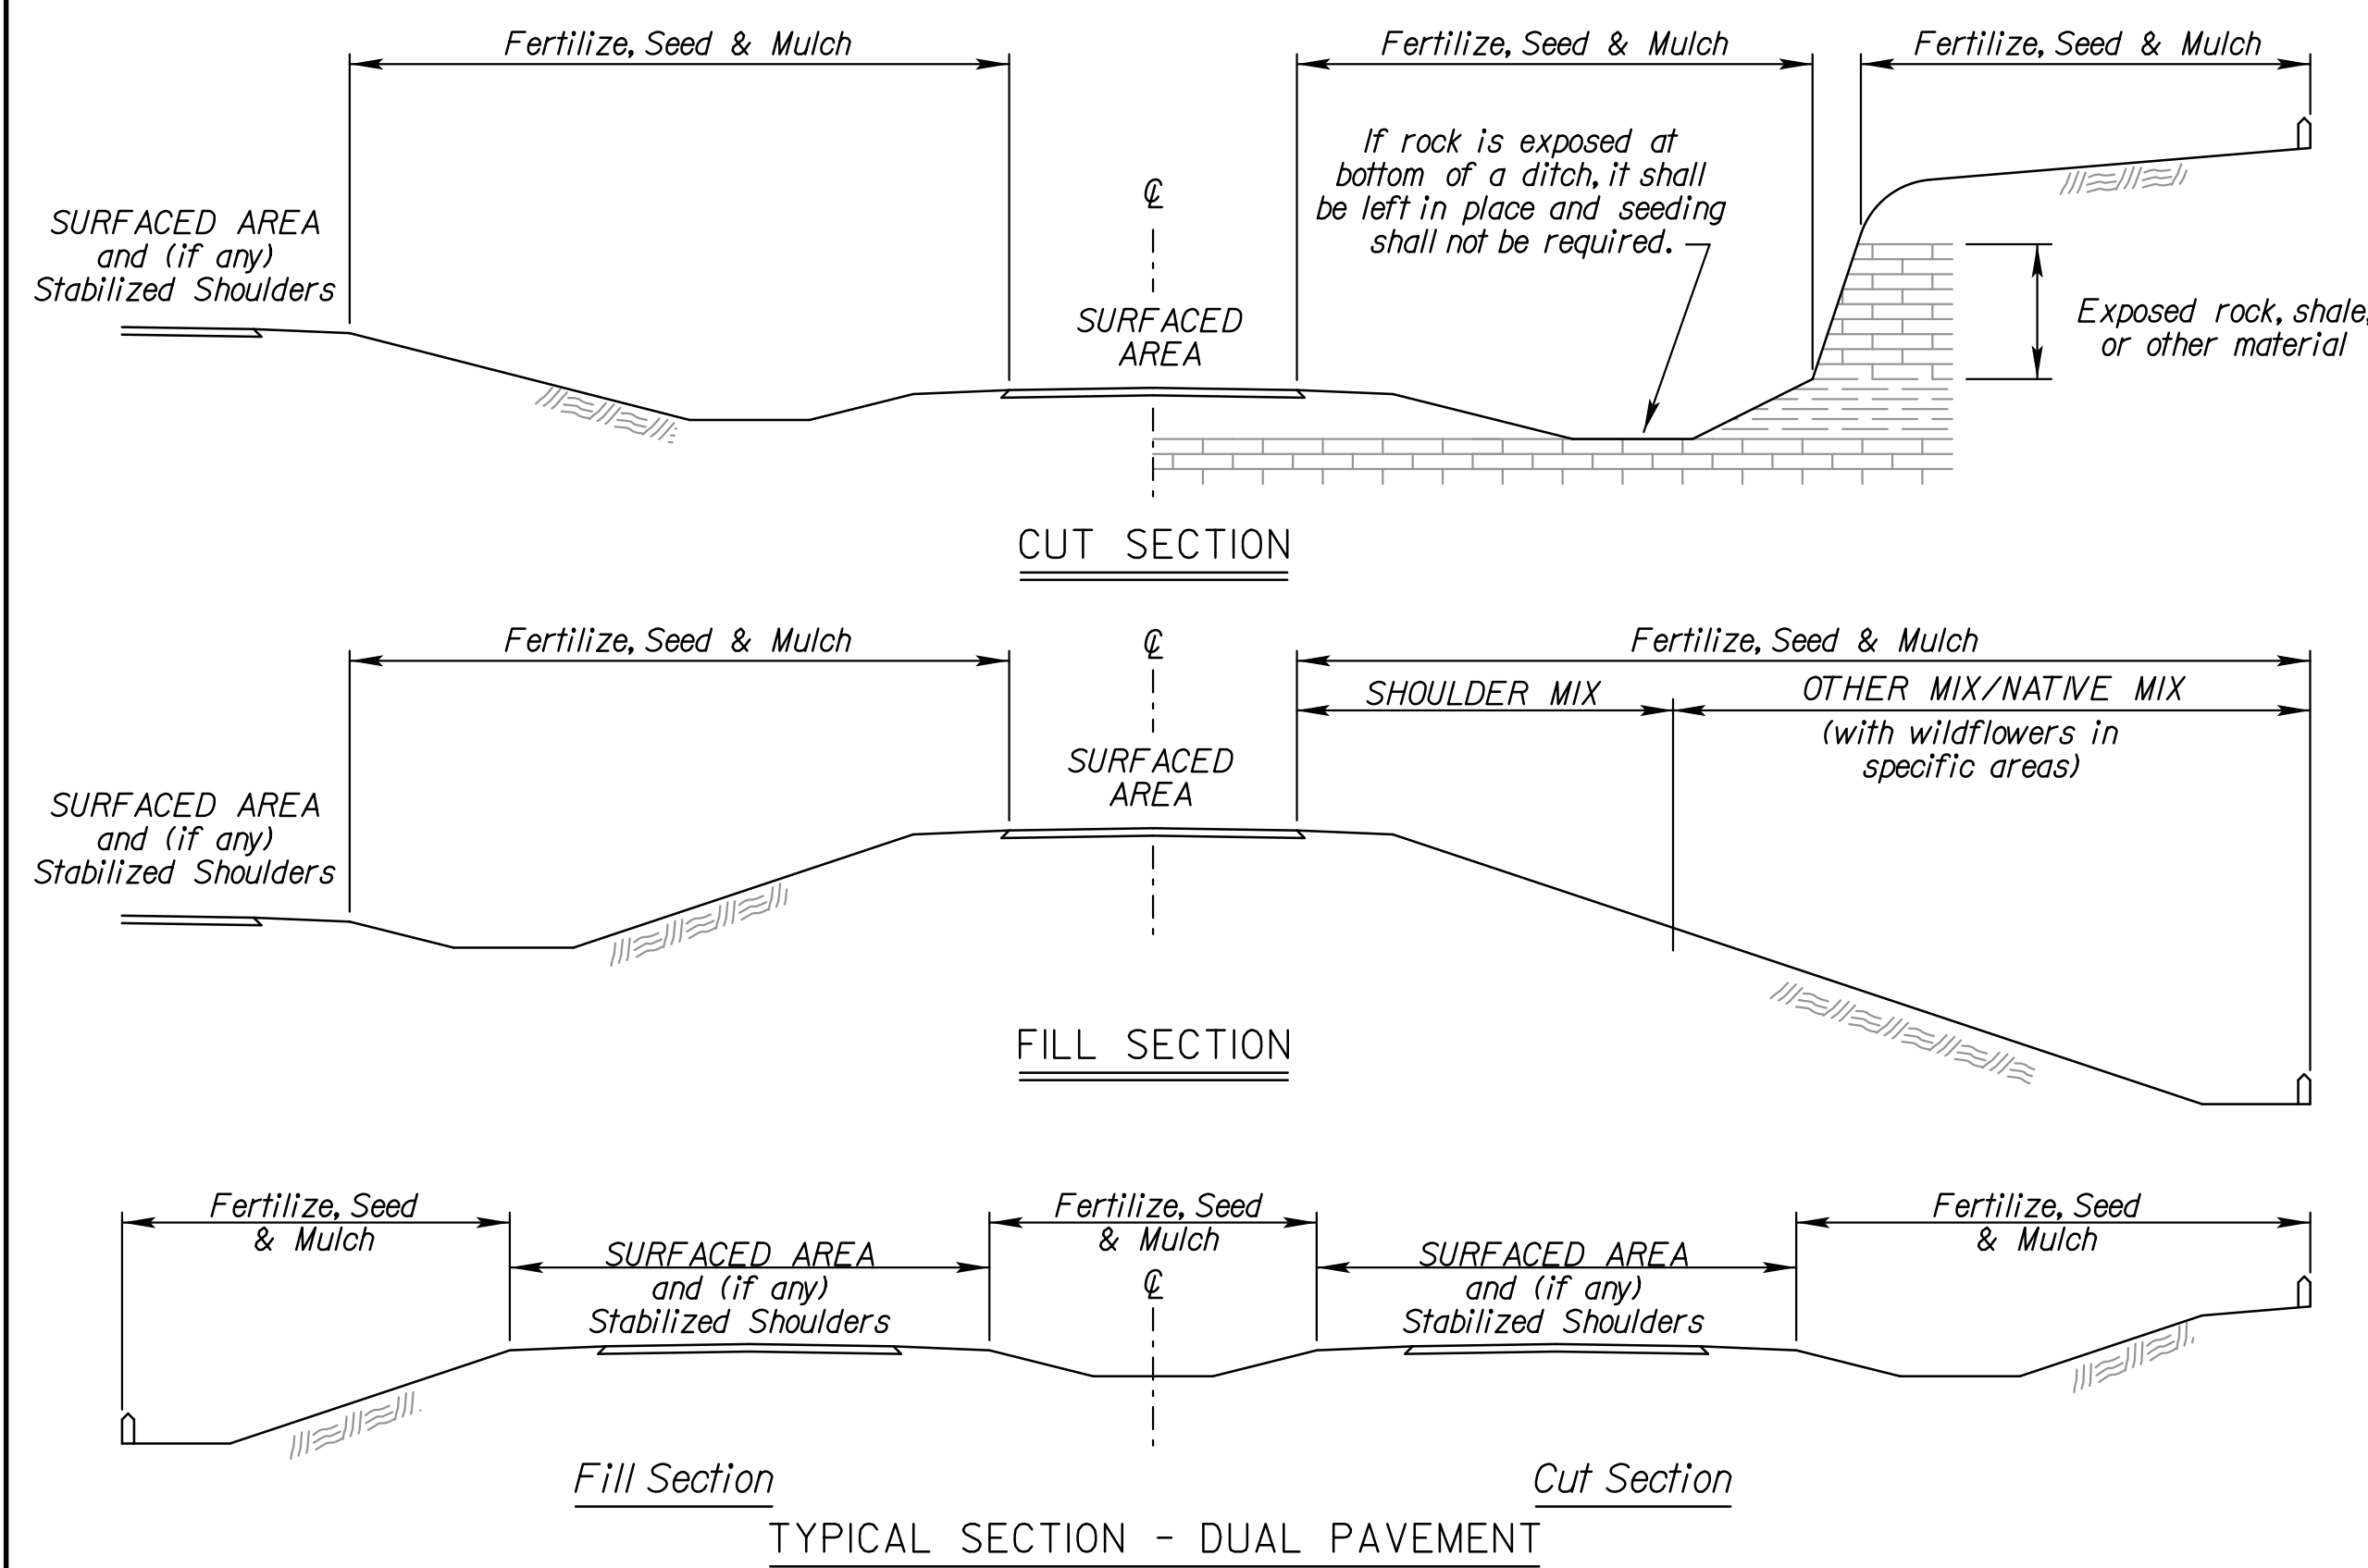 Fertilize, Seed & Mulch
Fertilize, Seed & Mulch
Fertilize, Seed & Mulch
If rock is exposed at
bottom of a ditch, it shall
be left in place and seeding
shall not be required.
℄
SURFACED AREA
and (if any)
Stabilized Shoulders
SURFACED
AREA
Exposed rock, shale,
or other material
CUT SECTION
Fertilize, Seed & Mulch
℄
Fertilize, Seed & Mulch
SHOULDER MIX
OTHER MIX/NATIVE MIX
(with wildflowers in
specific areas)
SURFACED
AREA
SURFACED AREA
and (if any)
Stabilized Shoulders
FILL SECTION
Fertilize, Seed
& Mulch
SURFACED AREA
and (if any)
Stabilized Shoulders
Fertilize, Seed
& Mulch
℄
SURFACED AREA
and (if any)
Stabilized Shoulders
Fertilize, Seed
& Mulch
Fill Section
Cut Section
TYPICAL SECTION - DUAL PAVEMENT